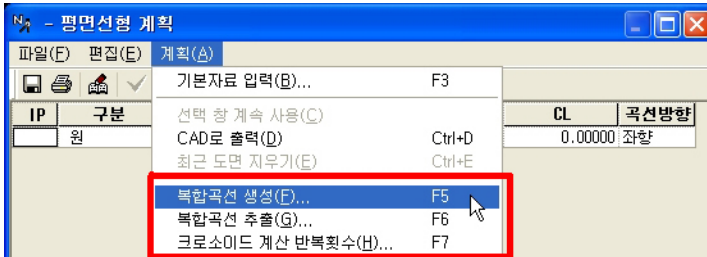 - 평면선형 계획
파일(F) 편집(E) 계획(A)
기본자료 입력(B)... F3
IP 구분 CL 곡선방향
선택 창 계속 사용(C)
원 0.00000 좌향
CAD로 출력(D) Ctrl+D
최근 도면 지우기(E) Ctrl+E
복합곡선 생성(F)... F5
복합곡선 추출(G)... F6
크로소이드 계산 반복횟수(H)... F7